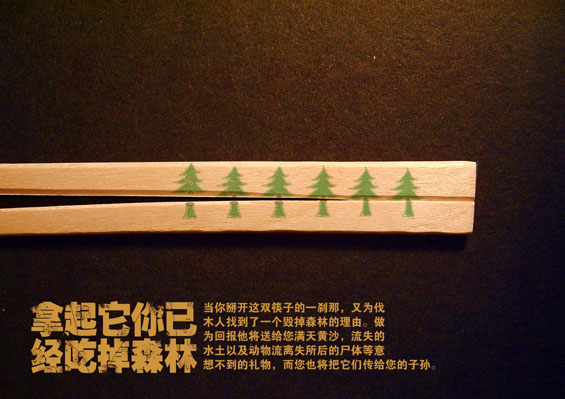 拿起它你已
经吃掉森林
当你掰开这双筷子的一刹那，又为伐
木人找到了一个毁掉森林的理由。做
为回报他将送给您满天黄沙，流失的
水土以及动物流离失所后的尸体等意
想不到的礼物，而您也将把它们传给您的子孙。